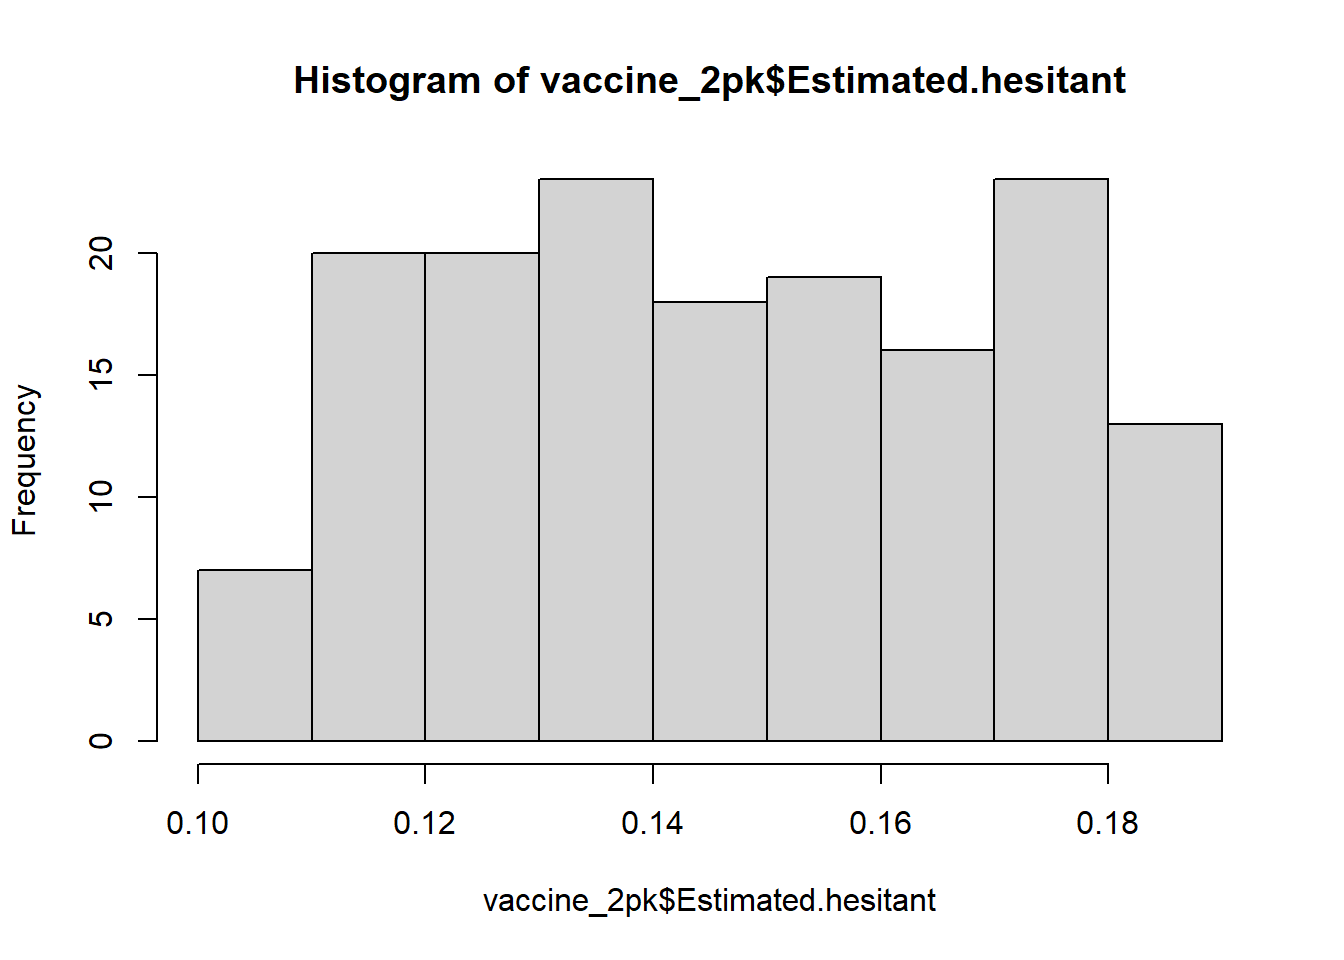 Histogram of vaccine_2pk$Estimated.hesitant
Frequency
20
15
10
5
0
0.10 0.12 0.14 0.16 0.18
vaccine_2pk$Estimated.hesitant